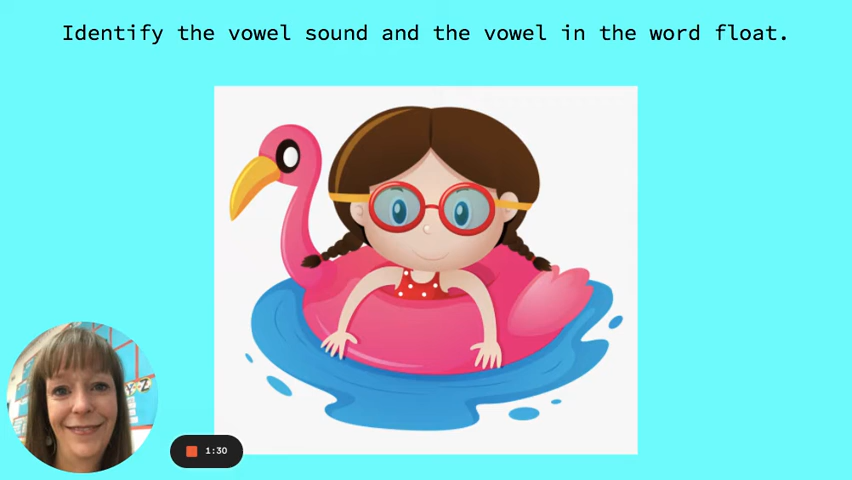 Identify the vowel sound and the vowel in the word float.
1:30